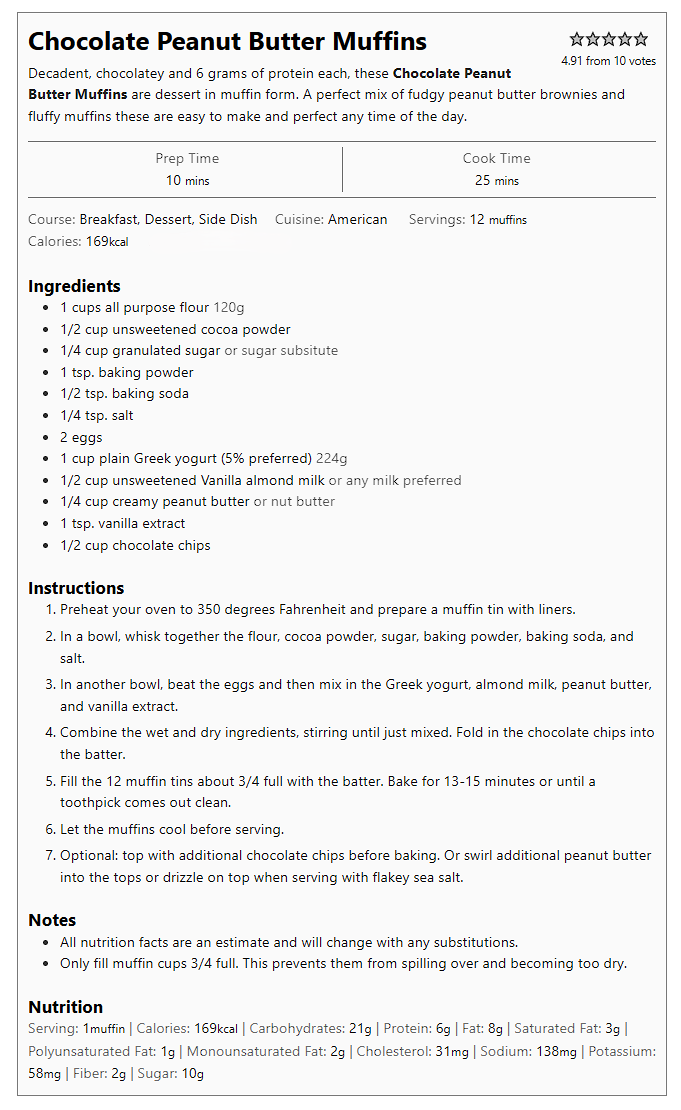 Chocolate Peanut Butter Muffins
4.91 from 10 votes
Decadent, chocolatey and 6 grams of protein each, these Chocolate Peanut
Butter Muffins are dessert in muffin form. A perfect mix of fudgy peanut butter brownies and
fluffy muffins these are easy to make and perfect any time of the day.
Prep Time
10 mins
Cook Time
25 mins
Course: Breakfast, Dessert, Side Dish Cuisine: American Servings: 12 muffins
Calories: 169kcal
Ingredients
• 1 cups all purpose flour 120g
• 1/2 cup unsweetened cocoa powder
• 1/4 cup granulated sugar or sugar subsitute
• 1 tsp. baking powder
• 1/2 tsp. baking soda
• 1/4 tsp. salt
• 2 eggs
• 1 cup plain Greek yogurt (5% preferred) 224g
• 1/2 cup unsweetened Vanilla almond milk or any milk preferred
• 1/4 cup creamy peanut butter or nut butter
• 1 tsp. vanilla extract
• 1/2 cup chocolate chips
Instructions
1. Preheat your oven to 350 degrees Fahrenheit and prepare a muffin tin with liners.
2. In a bowl, whisk together the flour, cocoa powder, sugar, baking powder, baking soda, and
salt.
3. In another bowl, beat the eggs and then mix in the Greek yogurt, almond milk, peanut butter,
and vanilla extract.
4. Combine the wet and dry ingredients, stirring until just mixed. Fold in the chocolate chips into
the batter.
5. Fill the 12 muffin tins about 3/4 full with the batter. Bake for 13-15 minutes or until a
toothpick comes out clean.
6. Let the muffins cool before serving.
7. Optional: top with additional chocolate chips before baking. Or swirl additional peanut butter
into the tops or drizzle on top when serving with flakey sea salt.
Notes
• All nutrition facts are an estimate and will change with any substitutions.
• Only fill muffin cups 3/4 full. This prevents them from spilling over and becoming too dry.
Nutrition
Serving: 1muffin | Calories: 169kcal | Carbohydrates: 21g | Protein: 6g | Fat: 8g | Saturated Fat: 3g |
Polyunsaturated Fat: 1g | Monounsaturated Fat: 2g | Cholesterol: 31mg | Sodium: 138mg | Potassium:
58mg | Fiber: 2g | Sugar: 10g